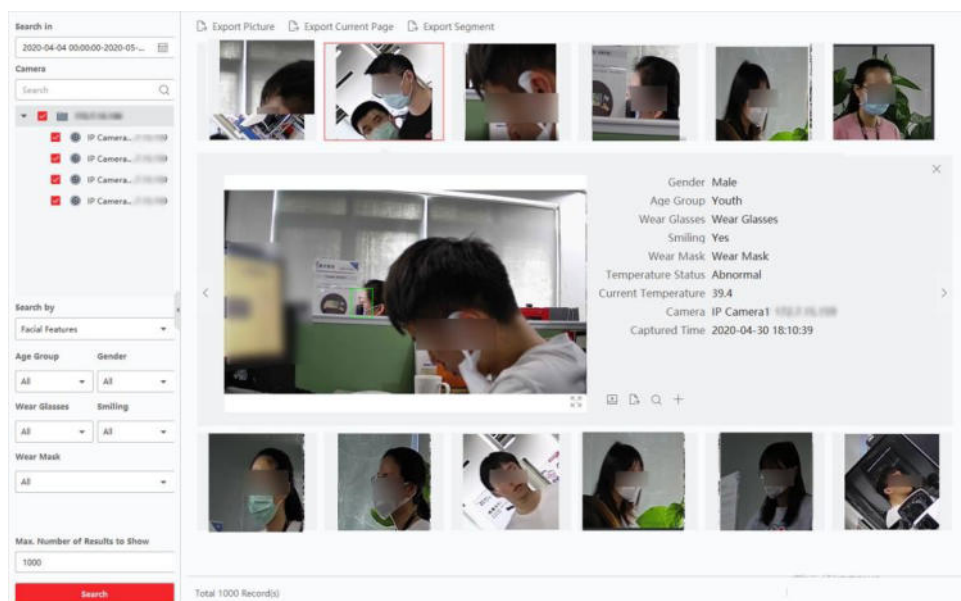 Search in
2020-04-04 00:00:00-2020-05-...
Camera
Search
IP Camera...
IP Camera...
IP Camera...
IP Camera...
Search by
Facial Features
Age Group Gender
All All
Wear Glasses Smiling
All All
Wear Mask
All
Max. Number of Results to Show
1000
Search
Export Picture Export Current Page Export Segment
Gender Male
Age Group Youth
Wear Glasses Wear Glasses
Smiling Yes
Wear Mask Wear Mask
Temperature Status Abnormal
Current Temperature 39.4
Camera IP Camera1
Captured Time 2020-04-30 18:10:39
Total 1000 Record(s)